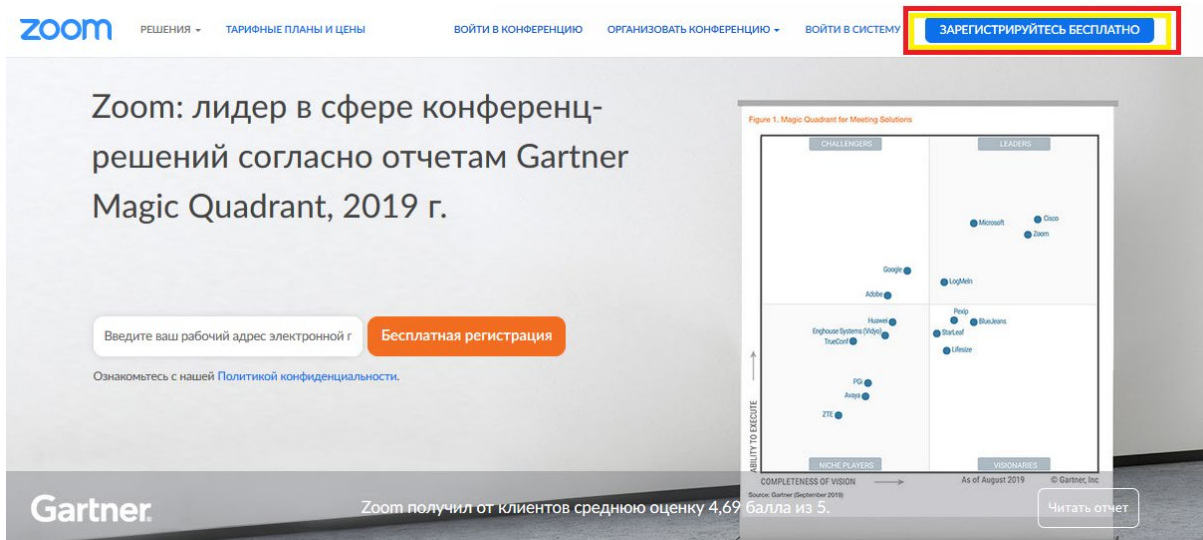 zoom
РЕШЕНИЯ
ТАРИФНЫЕ ПЛАНЫ И ЦЕНЫ
ВОЙТИ В КОНФЕРЕНЦИЮ
ОРГАНИЗОВАТЬ КОНФЕРЕНЦИЮ
ВОЙТИ В СИСТЕМУ
ЗАРЕГИСТРИРУЙТЕСЬ БЕСПЛАТНО
Zoom: лидер в сфере конференц-
решений согласно отчетам Gartner
Magic Quadrant, 2019 г.
Введите ваш рабочий адрес электронной г
Бесплатная регистрация
Ознакомьтесь с нашей Политикой конфиденциальности.
Figure 1. Magic Quadrant for Meeting Solutions
CHALLENGERS
LEADERS
Microsoft
Cisco
Zoom
Google
LogMeIn
Adobe
Huawei
Pexip
BlueJeans
Enghouse Systems (Vidyo)
StarLeaf
TrueConf
Lifesize
PGi
Avaya
ZTE
ABILITY TO EXECUTE
NICHE PLAYERS
VISIONARIES
COMPLETENESS OF VISION
As of August 2019
© Gartner, Inc
Source: Gartner (September 2019)
Gartner.
Zoom получил от клиентов среднюю оценку 4,69 балла из 5.
Читать отчет